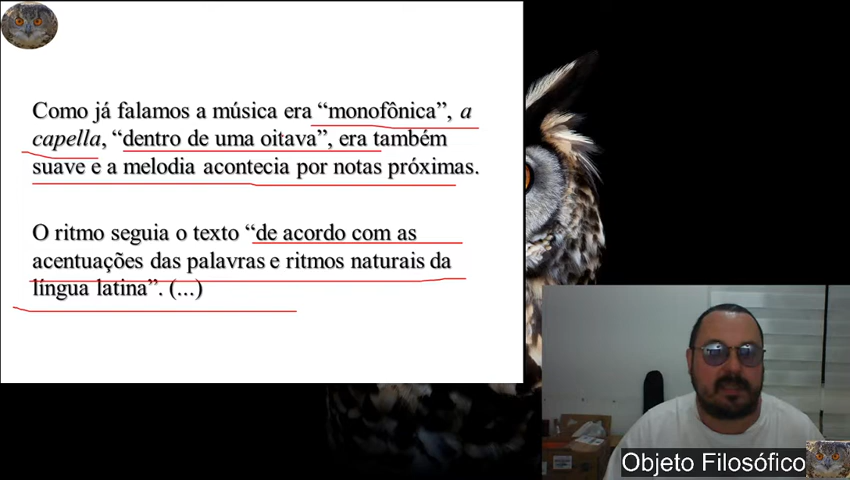 Como já falamos a música era “monofônica”, a
capella, “dentro de uma oitava”, era também
suave e a melodia acontecia por notas próximas.
O ritmo seguia o texto “de acordo com as
acentuações das palavras e ritmos naturais da
língua latina”. (...)
Objeto Filosófico